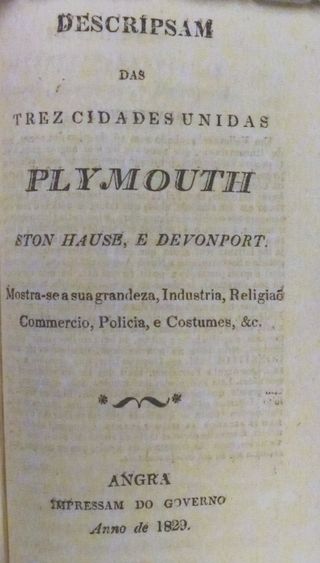 DESCRIPSAM
DAS
TREZ CIDADES UNIDAS
PLYMOUTH
STON HAUSE, E DEVONPORT.
Mostra-se a sua grandeza, Industria, Religiaõ
Commercio, Policia, e Costumes, &c.
ANGRA
IMPRESSAM DO GOVERNO
Anno de 1829.